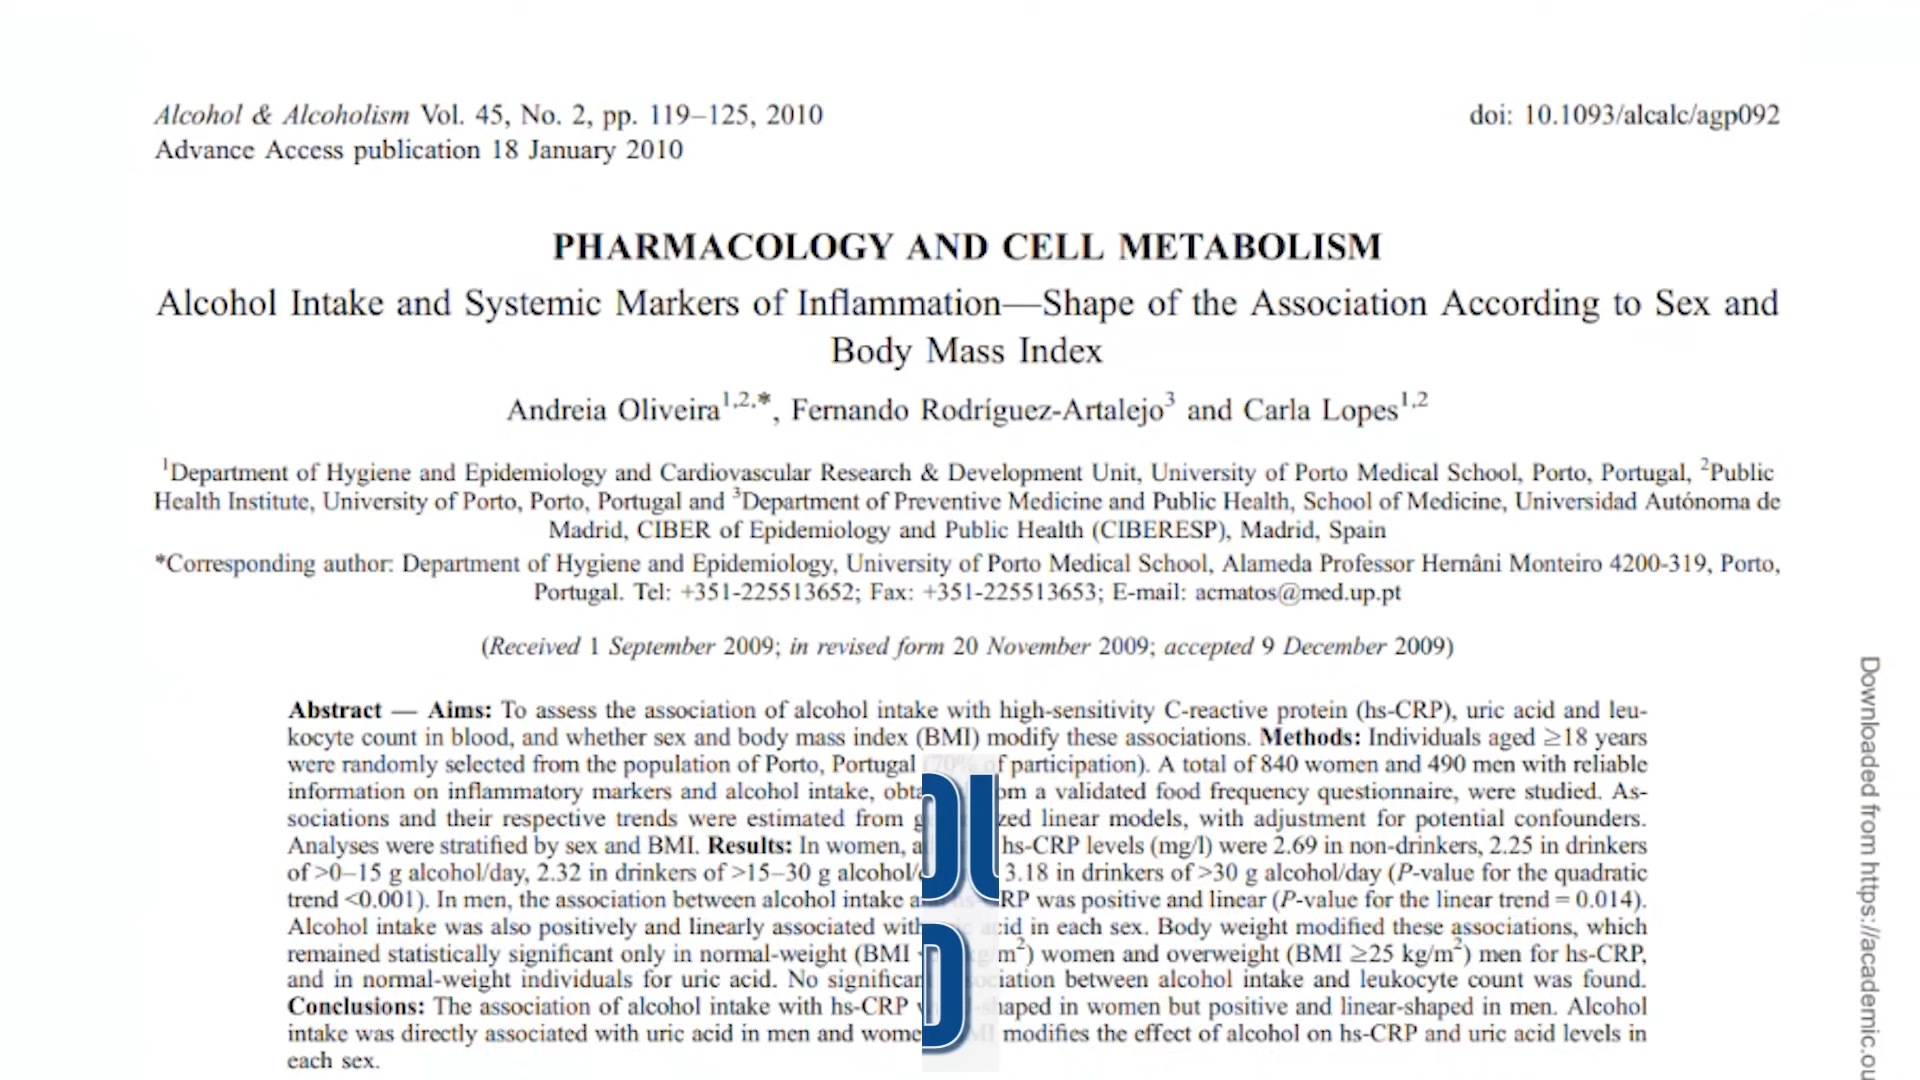 Alcohol & Alcoholism Vol. 45, No. 2, pp. 119–125, 2010
doi: 10.1093/alcalc/agp092
Advance Access publication 18 January 2010
PHARMACOLOGY AND CELL METABOLISM
Alcohol Intake and Systemic Markers of Inflammation—Shape of the Association According to Sex and
Body Mass Index
Andreia Oliveira1,2,*, Fernando Rodríguez-Artalejo3 and Carla Lopes1,2
1Department of Hygiene and Epidemiology and Cardiovascular Research & Development Unit, University of Porto Medical School, Porto, Portugal, 2Public
Health Institute, University of Porto, Porto, Portugal and 3Department of Preventive Medicine and Public Health, School of Medicine, Universidad Autónoma de
Madrid, CIBER of Epidemiology and Public Health (CIBERESP), Madrid, Spain
*Corresponding author: Department of Hygiene and Epidemiology, University of Porto Medical School, Alameda Professor Hernâni Monteiro 4200-319, Porto,
Portugal. Tel: +351-225513652; Fax: +351-225513653; E-mail: acmatos@med.up.pt
(Received 1 September 2009; in revised form 20 November 2009; accepted 9 December 2009)
Abstract — Aims: To assess the association of alcohol intake with high-sensitivity C-reactive protein (hs-CRP), uric acid and leu-
kocyte count in blood, and whether sex and body mass index (BMI) modify these associations. Methods: Individuals aged ≥18 years
were randomly selected from the population of Porto, Portugal (70% of participation). A total of 840 women and 490 men with reliable
information on inflammatory markers and alcohol intake, a validated food frequency questionnaire, were studied. As-
sociations and their respective trends were estimated from linear models, with adjustment for potential confounders.
Analyses were stratified by sex and BMI. Results: In women, hs-CRP levels (mg/l) were 2.69 in non-drinkers, 2.25 in drinkers
of >0–15 g alcohol/day, 2.32 in drinkers of >15–30 g 3.18 in drinkers of >30 g alcohol/day (P-value for the quadratic
trend <0.001). In men, the association between alcohol intake was positive and linear (P-value for the linear trend = 0.014).
Alcohol intake was also positively and linearly associated with in each sex. Body weight modified these associations, which
remained statistically significant only in normal-weight (BMI women and overweight (BMI ≥25 kg/m2) men for hs-CRP,
and in normal-weight individuals for uric acid. No between alcohol intake and leukocyte count was found.
Conclusions: The association of alcohol intake with hs-CRP in women but positive and linear-shaped in men. Alcohol
intake was directly associated with uric acid in men and modifies the effect of alcohol on hs-CRP and uric acid levels in
each sex.
Downloaded from https://academic.ou